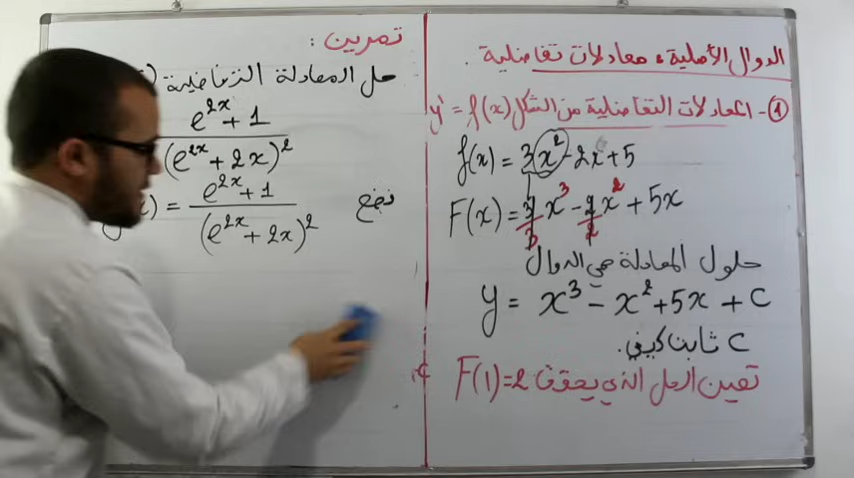 الدوال الأصلية، معادلات تفاضلية.
① - المعادلات التفاضلية من الشكل y' = f(x)
f(x) = 3x² - 2x + 5
F(x) = 3/3 x³ - 2/2 x² + 5x
حلول المعادلة هي الدوال
y = x³ - x² + 5x + C
C ثابت كيفي.
تعيين الحل الذي يحقق F(1) = 2
تمرين :
حل المعادلة التفاضلية
e^{2x} + 1 / (e^{2x} + 2x)²
نضع
x) = e^{2x} + 1 / (e^{2x} + 2x)²